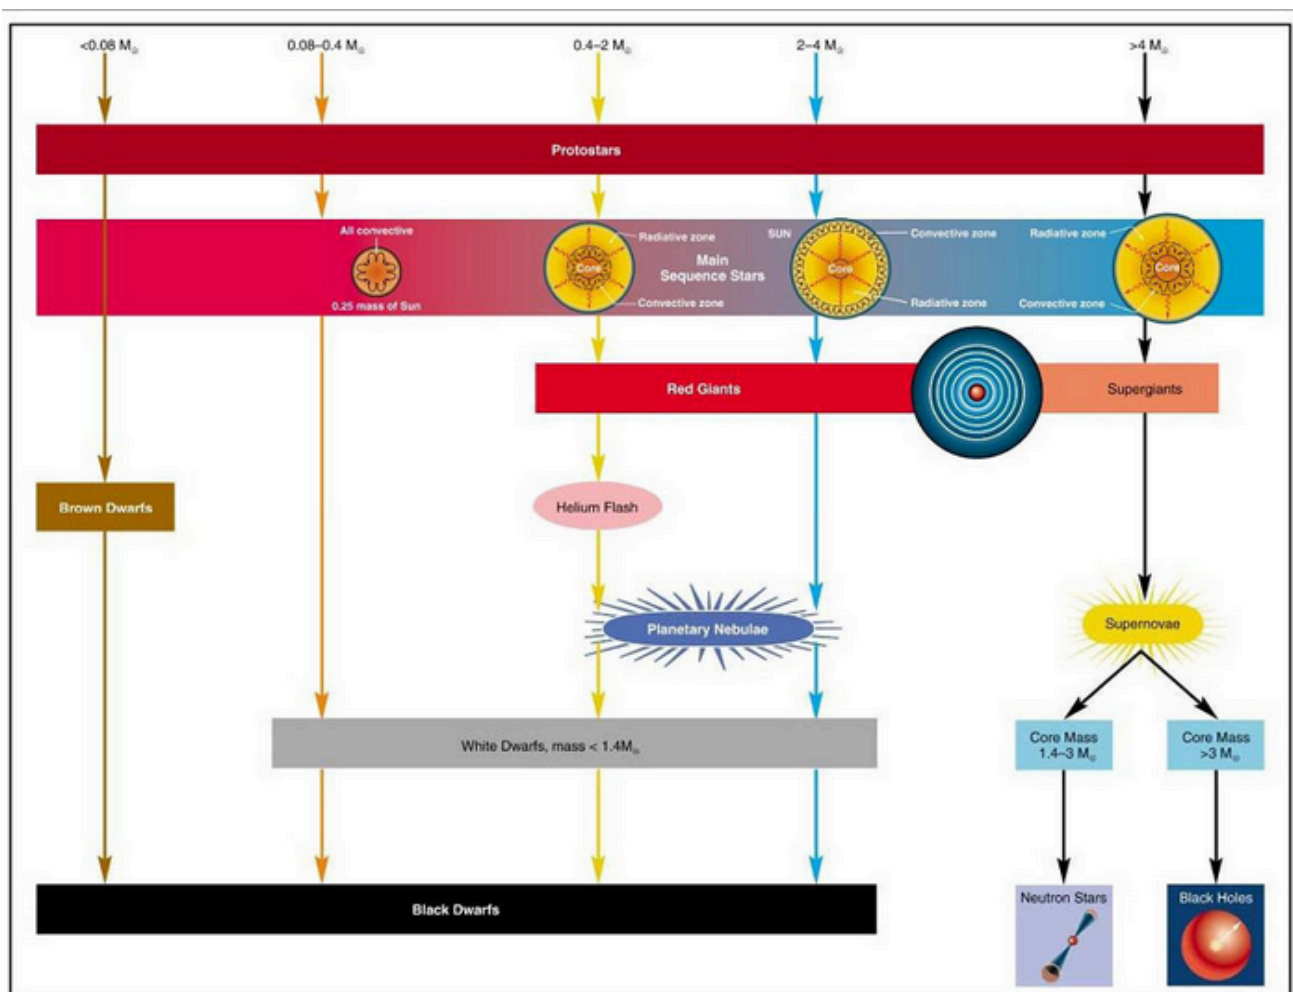 <0.08 M☉
0.08–0.4 M☉
0.4–2 M☉
2–4 M☉
>4 M☉
Protostars
All convective
0.25 mass of Sun
Core
Radiative zone
Convective zone
Main
Sequence Stars
SUN
Core
Convective zone
Radiative zone
Radiative zone
Convective zone
Core
Red Giants
Supergiants
Brown Dwarfs
Helium Flash
Planetary Nebulae
Supernovae
White Dwarfs, mass < 1.4M☉
Core Mass
1.4–3 M☉
Core Mass
>3 M☉
Black Dwarfs
Neutron Stars
Black Holes